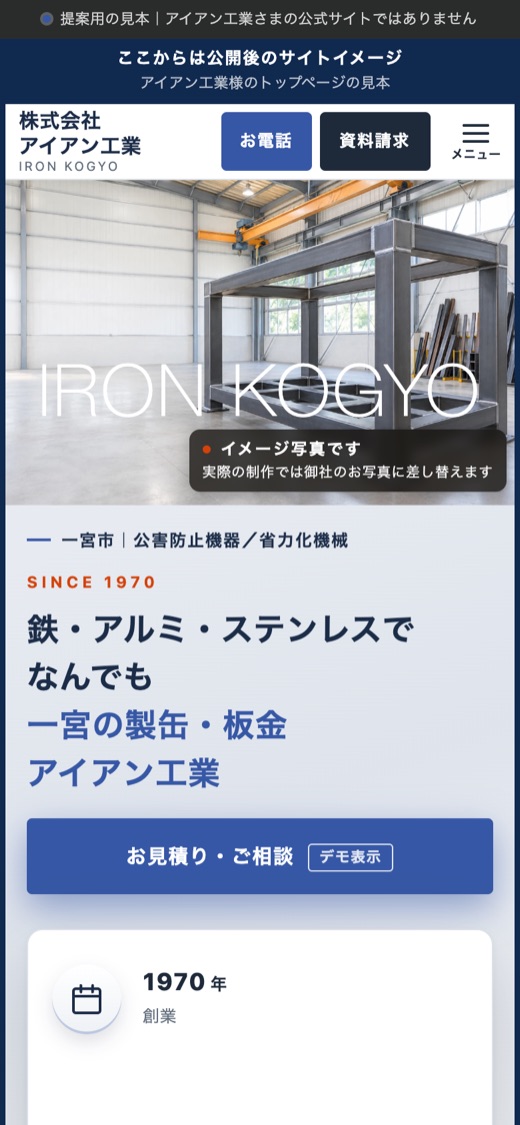 提案用の見本｜アイアン工業さまの公式サイトではありません
ここからは公開後のサイトイメージ
アイアン工業様のトップページの見本
株式会社
アイアン工業
IRON KOGYO
お電話
資料請求
メニュー
IRON KOGYO
イメージ写真です
実際の制作では御社のお写真に差し替えます
一宮市｜公害防止機器／省力化機械
SINCE 1970
鉄・アルミ・ステンレスで
なんでも
一宮の製缶・板金
アイアン工業
お見積り・ご相談 デモ表示
1970 年
創業